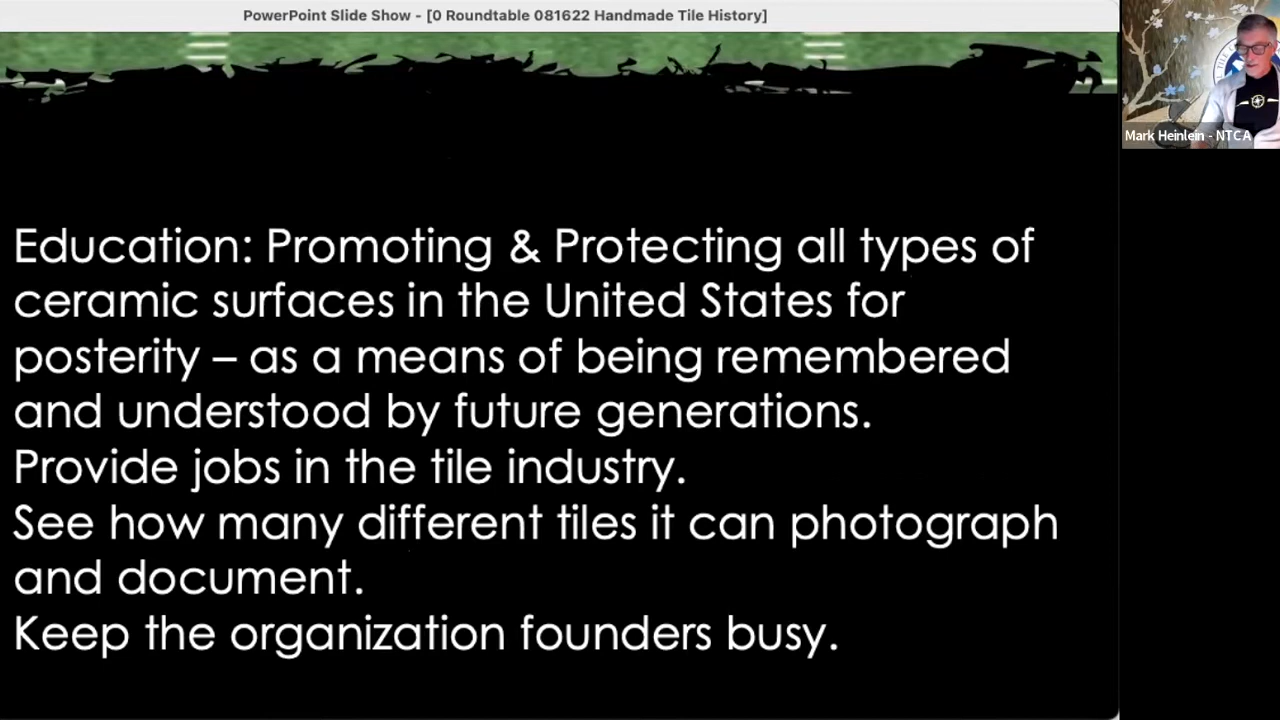 PowerPoint Slide Show - [0 Roundtable 081622 Handmade Tile History]
Education: Promoting & Protecting all types of
ceramic surfaces in the United States for
posterity – as a means of being remembered
and understood by future generations.
Provide jobs in the tile industry.
See how many different tiles it can photograph
and document.
Keep the organization founders busy.
Mark Heinlein - NTCA